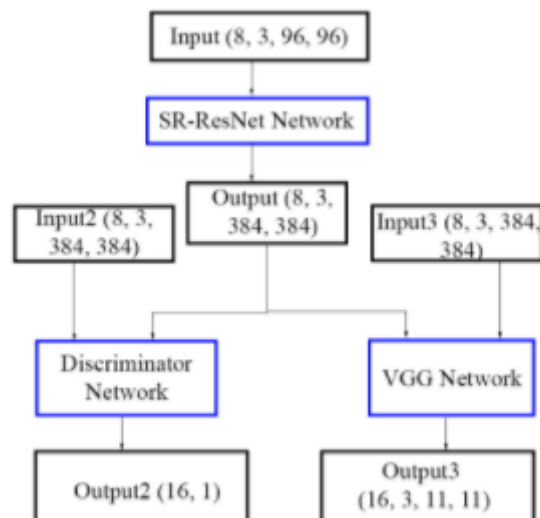 Input (8, 3, 96, 96)
SR-ResNet Network
Output (8, 3,
384, 384)
Input2 (8, 3,
384, 384)
Input3 (8, 3, 384,
384)
Discriminator
Network
VGG Network
Output2 (16, 1)
Output3
(16, 3, 11, 11)